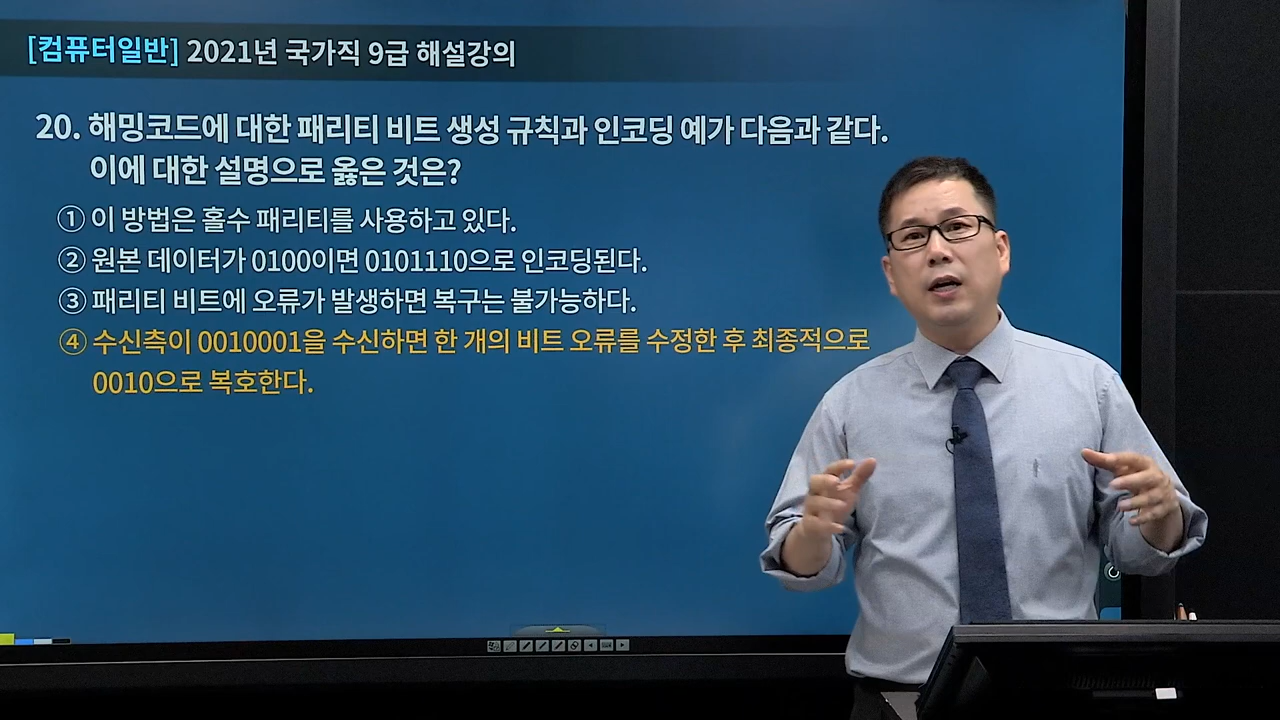 [컴퓨터일반] 2021년 국가직 9급 해설강의
20. 해밍코드에 대한 패리티 비트 생성 규칙과 인코딩 예가 다음과 같다.
이에 대한 설명으로 옳은 것은?
① 이 방법은 홀수 패리티를 사용하고 있다.
② 원본 데이터가 0100이면 0101110으로 인코딩된다.
③ 패리티 비트에 오류가 발생하면 복구는 불가능하다.
④ 수신측이 0010001을 수신하면 한 개의 비트 오류를 수정한 후 최종적으로
0010으로 복호한다.